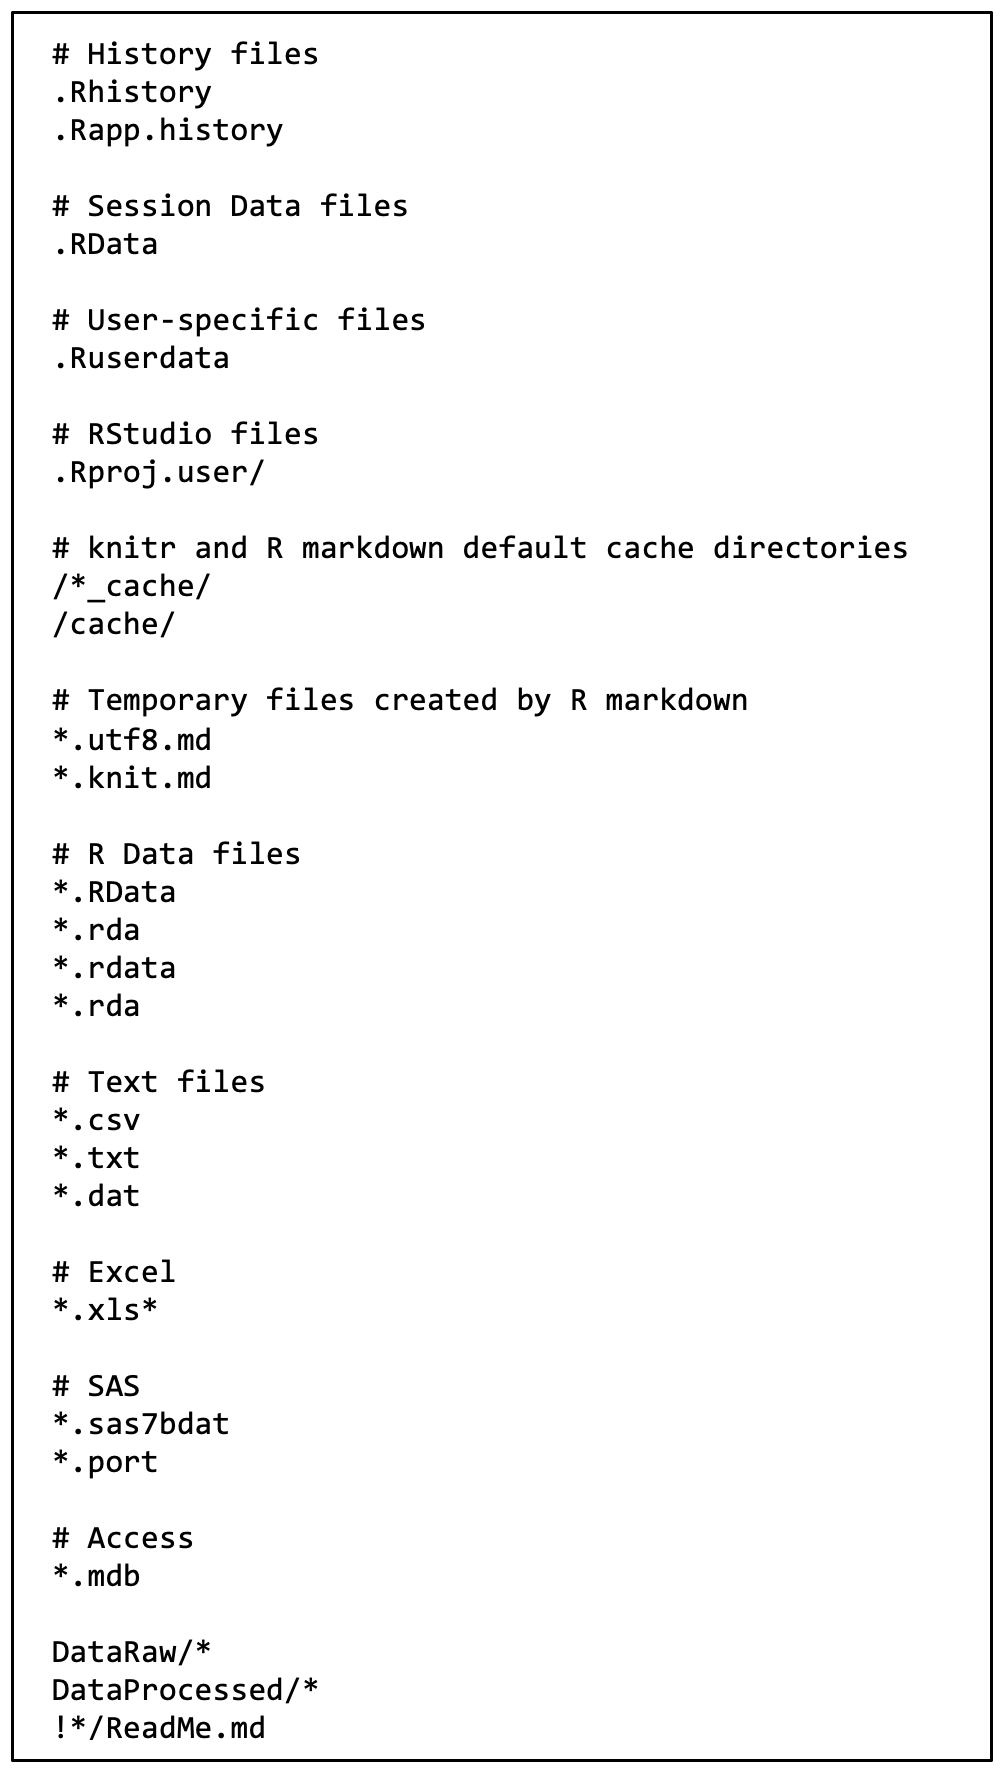 # History files
.Rhistory
.Rapp.history
# Session Data files
.RData
# User-specific files
.Ruserdata
# RStudio files
.Rproj.user/
# knitr and R markdown default cache directories
/*_cache/
/cache/
# Temporary files created by R markdown
*.utf8.md
*.knit.md
# R Data files
*.RData
*.rda
*.rdata
*.rda
# Text files
*.csv
*.txt
*.dat
# Excel
*.xls*
# SAS
*.sas7bdat
*.port
# Access
*.mdb
DataRaw/*
DataProcessed/*
!*/ReadMe.md